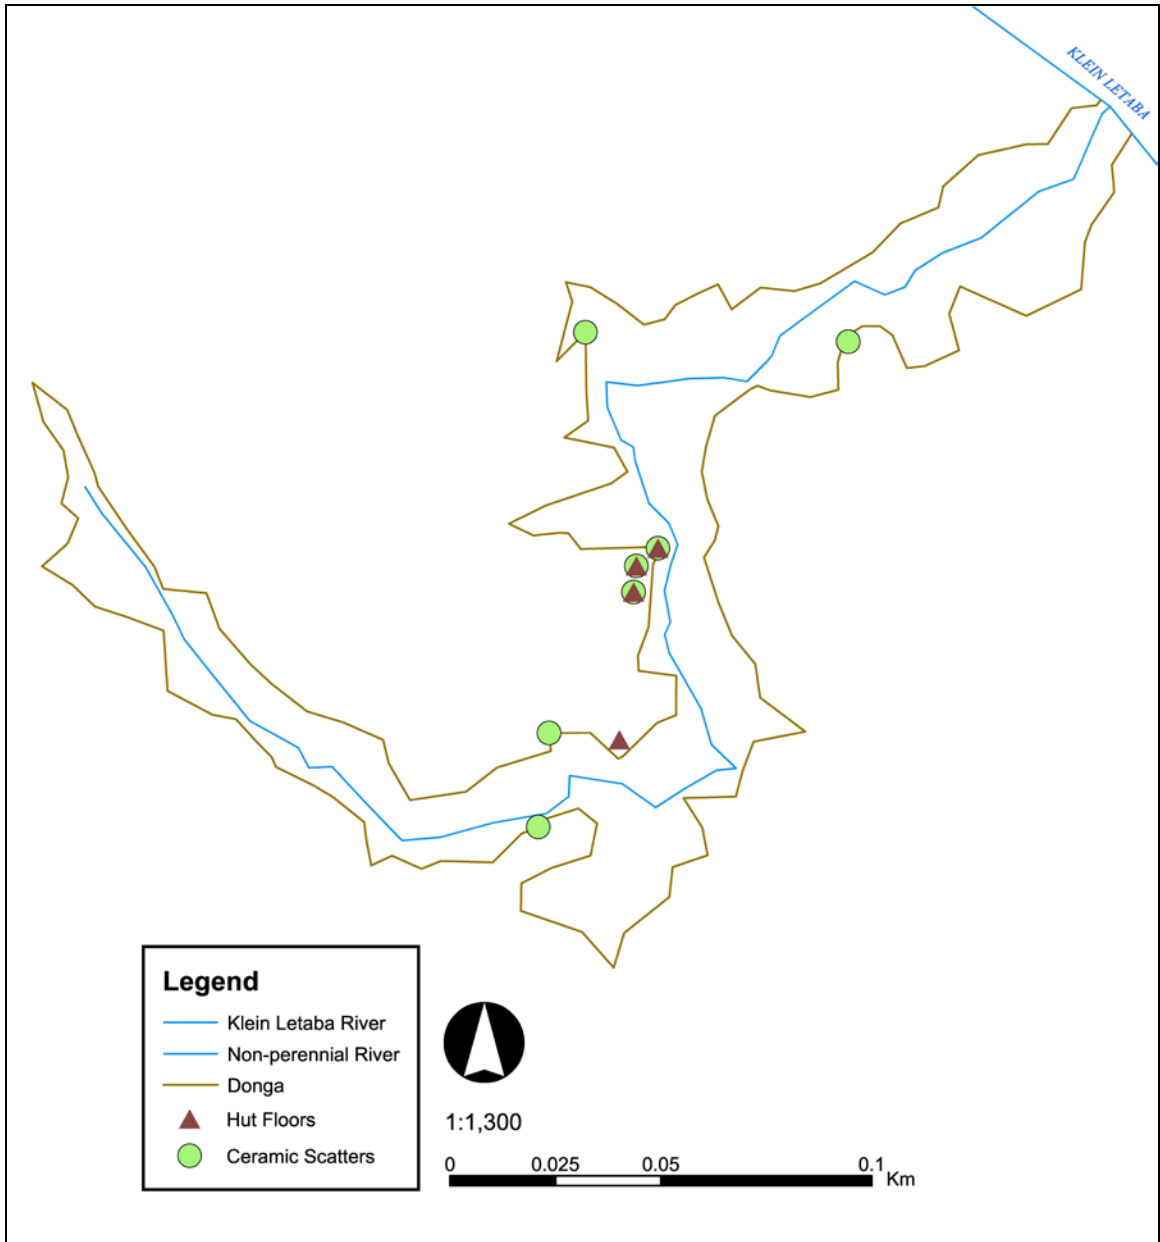 KLEIN LETABA
Legend
Klein Letaba River
Non-perennial River
Donga
Hut Floors
Ceramic Scatters
1:1,300
0 0.025 0.05 0.1
Km